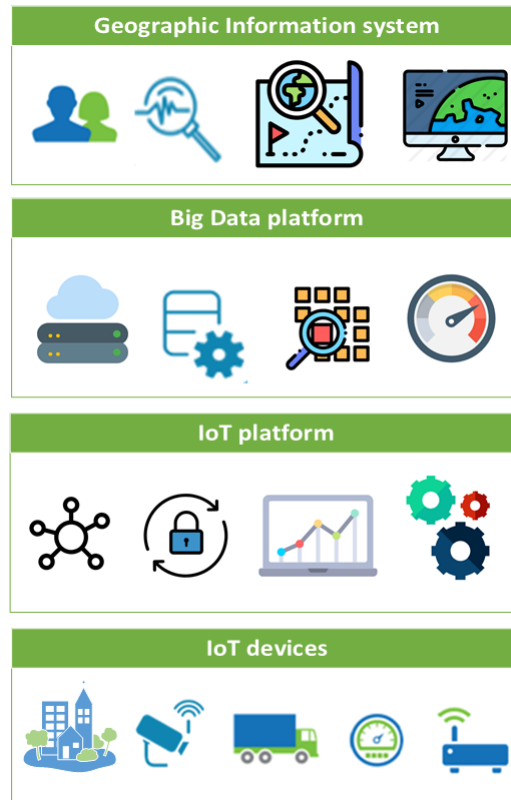 Geographic Information system
Big Data platform
IoT platform
IoT devices